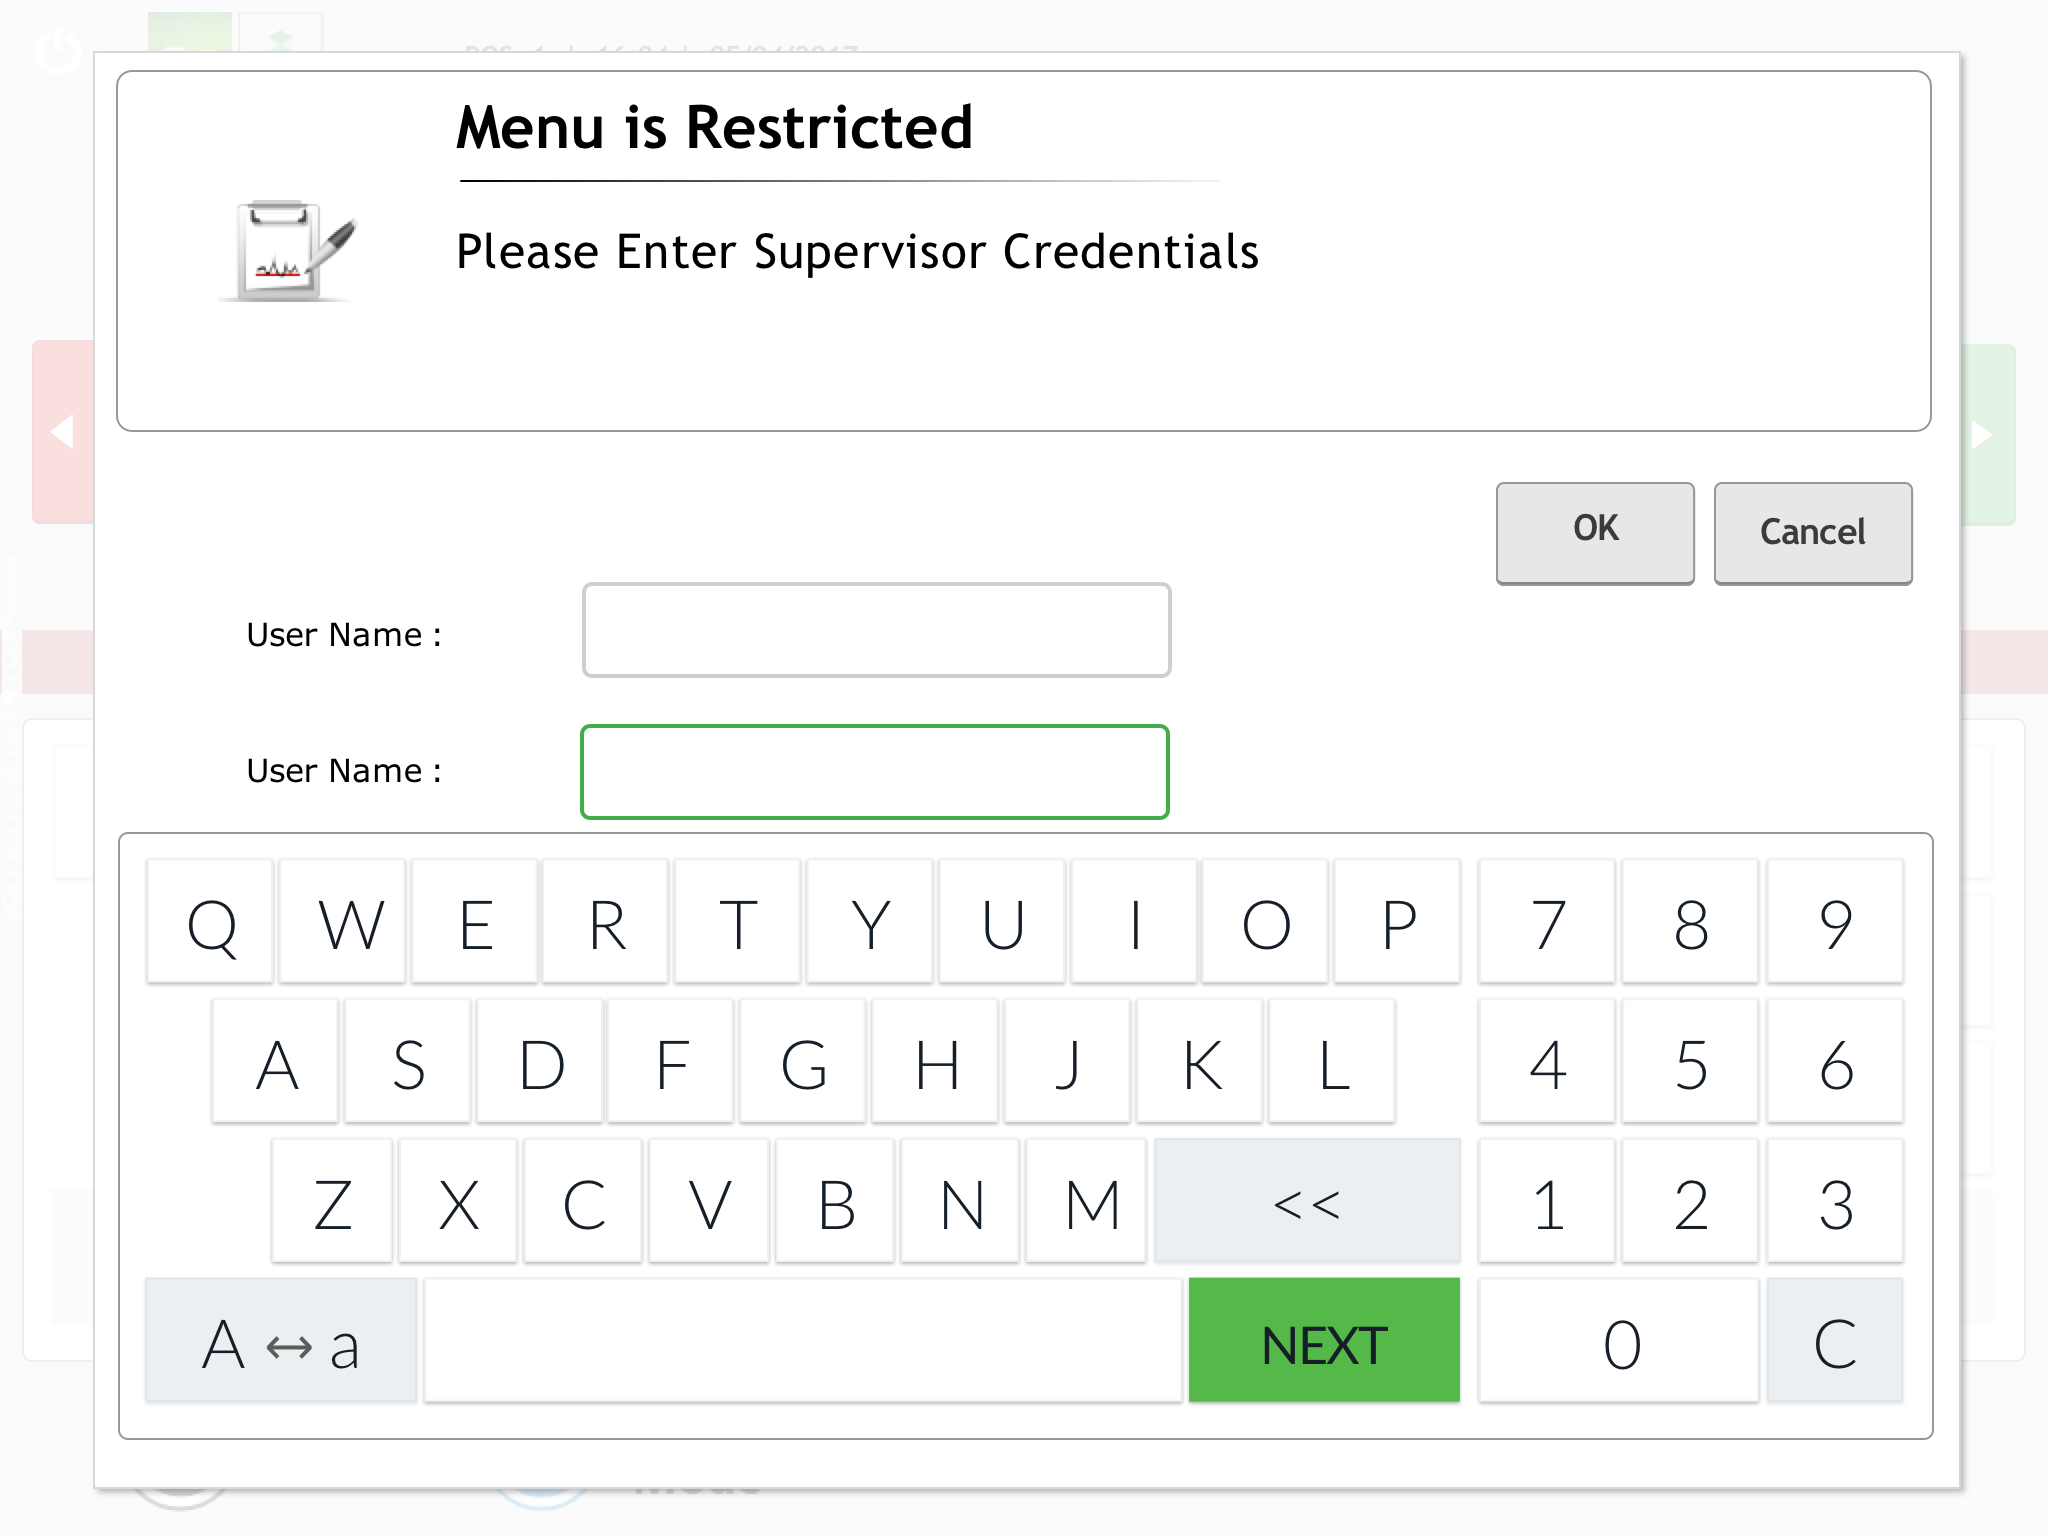 Menu is Restricted
Please Enter Supervisor Credentials
OK Cancel
User Name :
User Name :
Q W E R T Y U I O P 7 8 9
A S D F G H J K L 4 5 6
Z X C V B N M << 1 2 3
A ↔ a NEXT 0 C